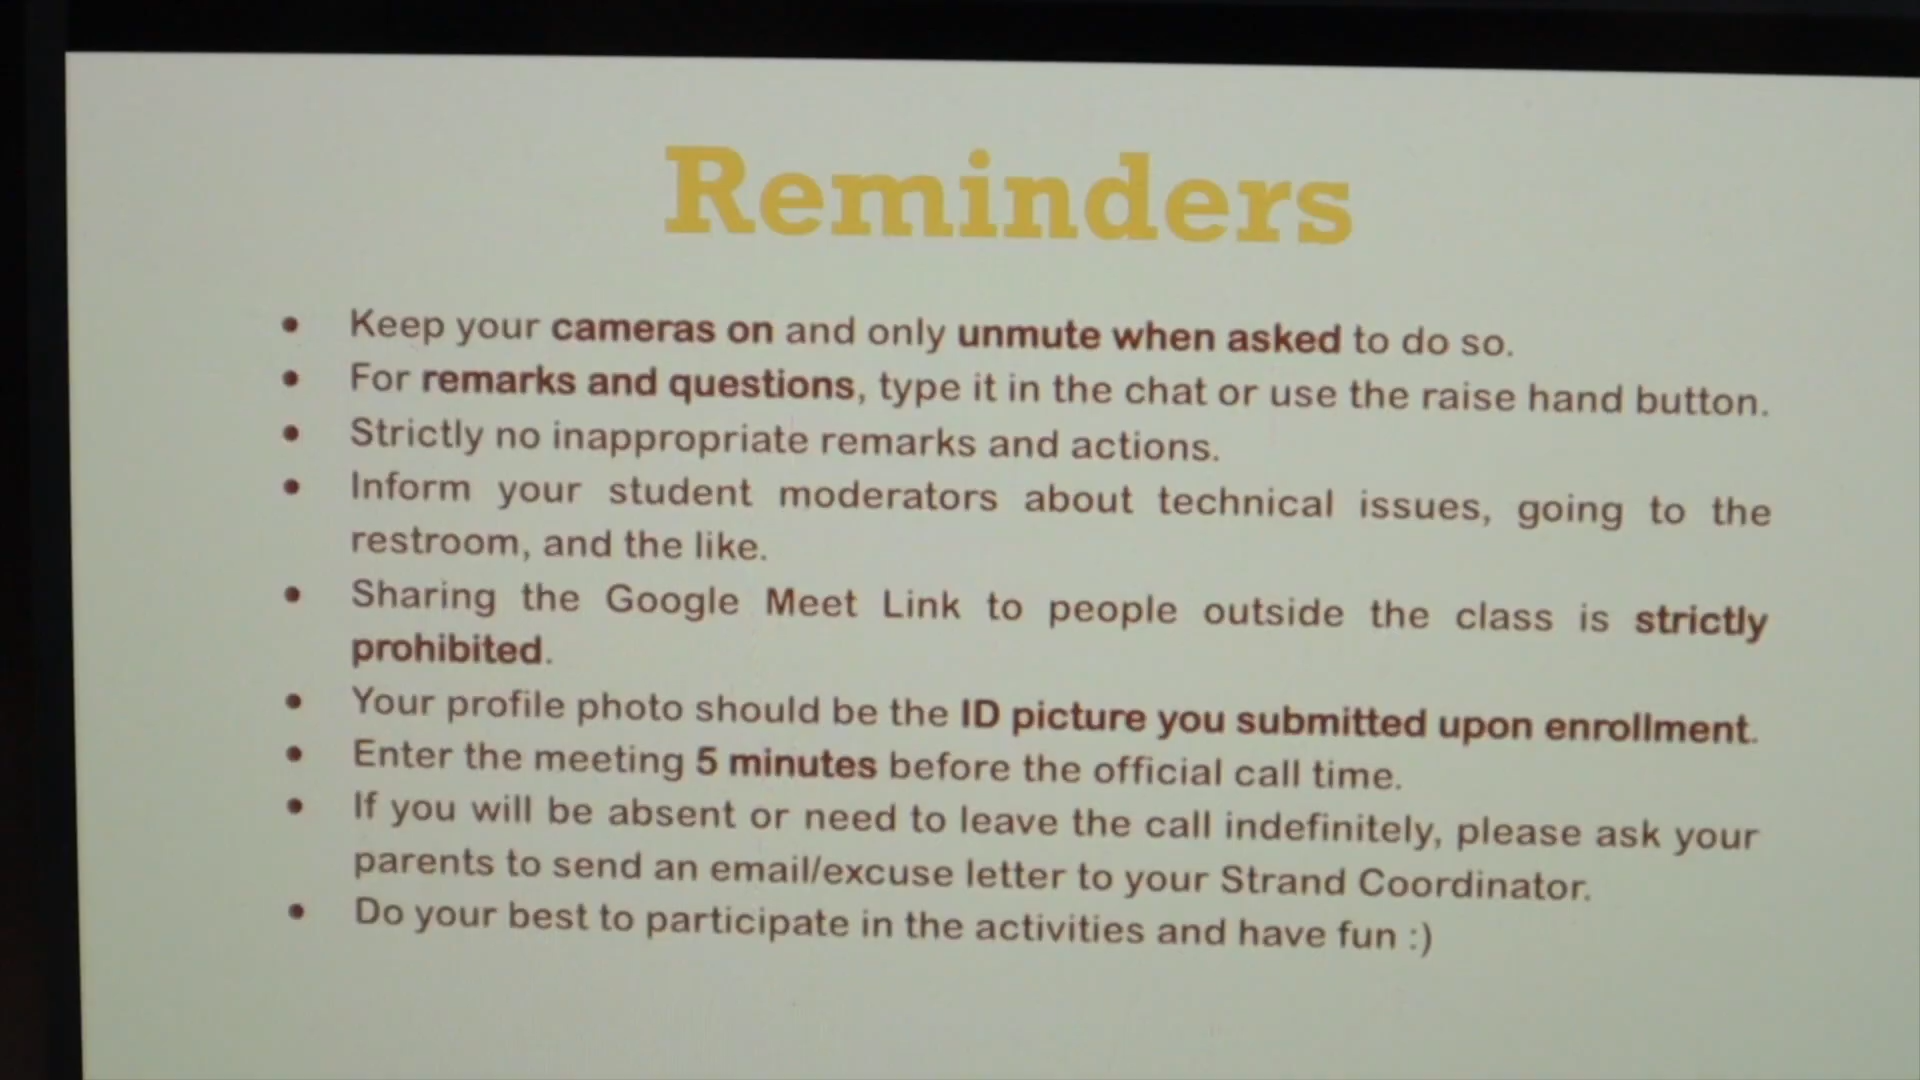 Reminders
• Keep your cameras on and only unmute when asked to do so.
• For remarks and questions, type it in the chat or use the raise hand button.
• Strictly no inappropriate remarks and actions.
• Inform your student moderators about technical issues, going to the
restroom, and the like.
• Sharing the Google Meet Link to people outside the class is strictly
prohibited.
• Your profile photo should be the ID picture you submitted upon enrollment.
• Enter the meeting 5 minutes before the official call time.
• If you will be absent or need to leave the call indefinitely, please ask your
parents to send an email/excuse letter to your Strand Coordinator.
• Do your best to participate in the activities and have fun :)